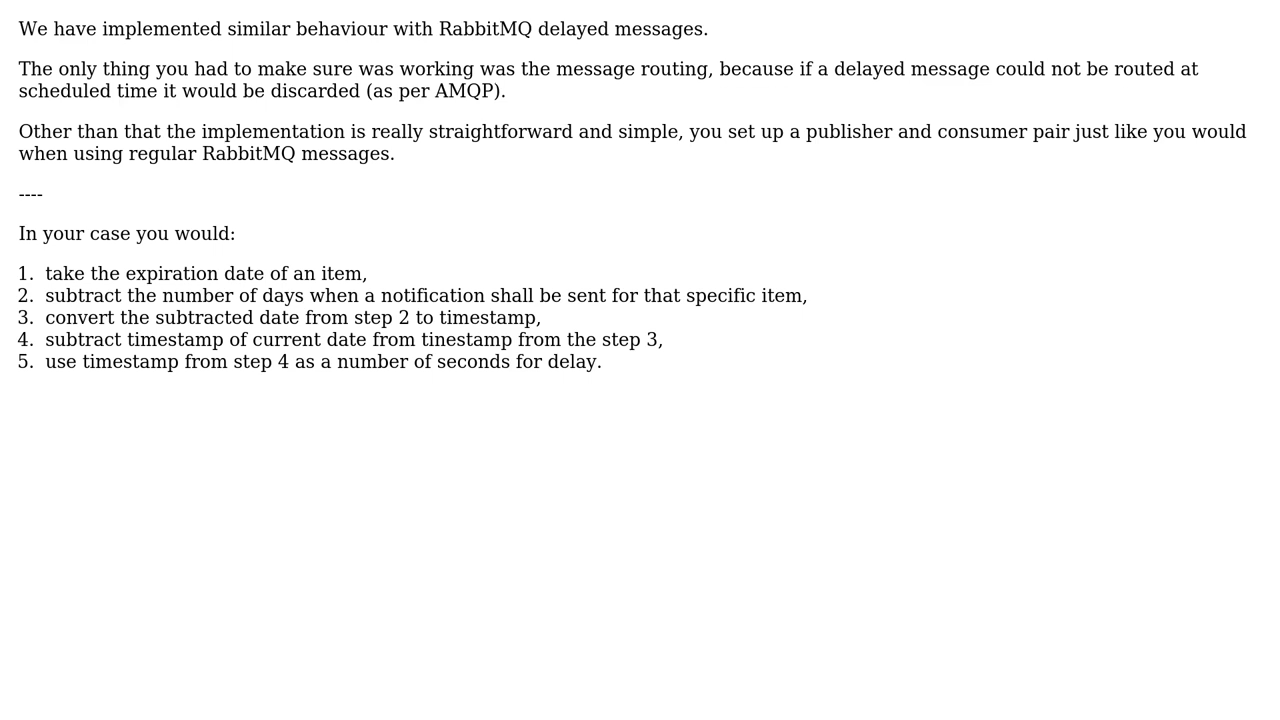 We have implemented similar behaviour with RabbitMQ delayed messages.
The only thing you had to make sure was working was the message routing, because if a delayed message could not be routed at
scheduled time it would be discarded (as per AMQP).
Other than that the implementation is really straightforward and simple, you set up a publisher and consumer pair just like you would
when using regular RabbitMQ messages.
----
In your case you would:
1. take the expiration date of an item,
2. subtract the number of days when a notification shall be sent for that specific item,
3. convert the subtracted date from step 2 to timestamp,
4. subtract timestamp of current date from tinestamp from the step 3,
5. use timestamp from step 4 as a number of seconds for delay.